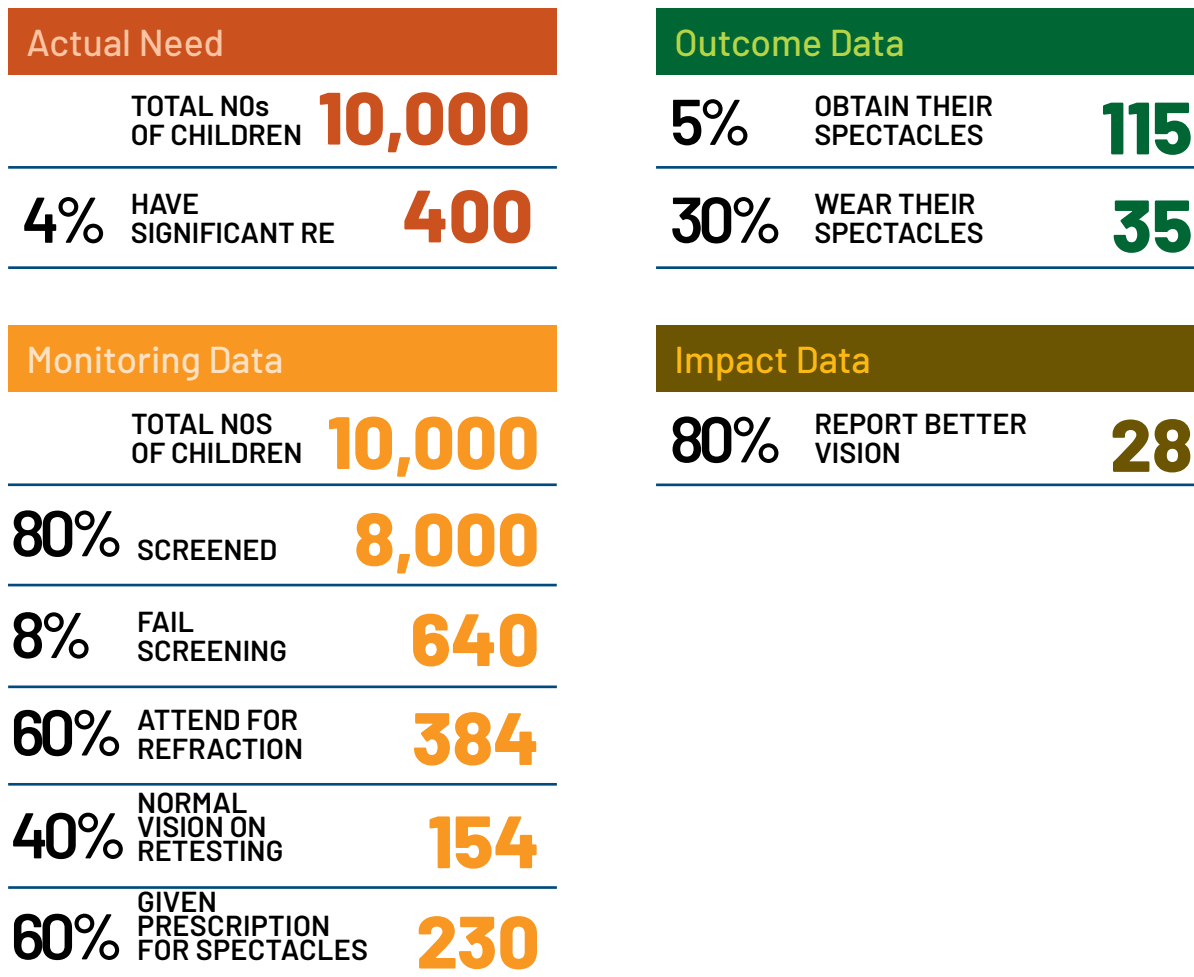 Actual Need
TOTAL NOs
OF CHILDREN
10,000
4%
HAVE
SIGNIFICANT RE
400
Monitoring Data
TOTAL NOS
OF CHILDREN
10,000
80%
SCREENED
8,000
8%
FAIL
SCREENING
640
60%
ATTEND FOR
REFRACTION
384
40%
NORMAL
VISION ON
RETESTING
154
60%
GIVEN
PRESCRIPTION
FOR SPECTACLES
230
Outcome Data
5%
OBTAIN THEIR
SPECTACLES
115
30%
WEAR THEIR
SPECTACLES
35
Impact Data
80%
REPORT BETTER
VISION
28